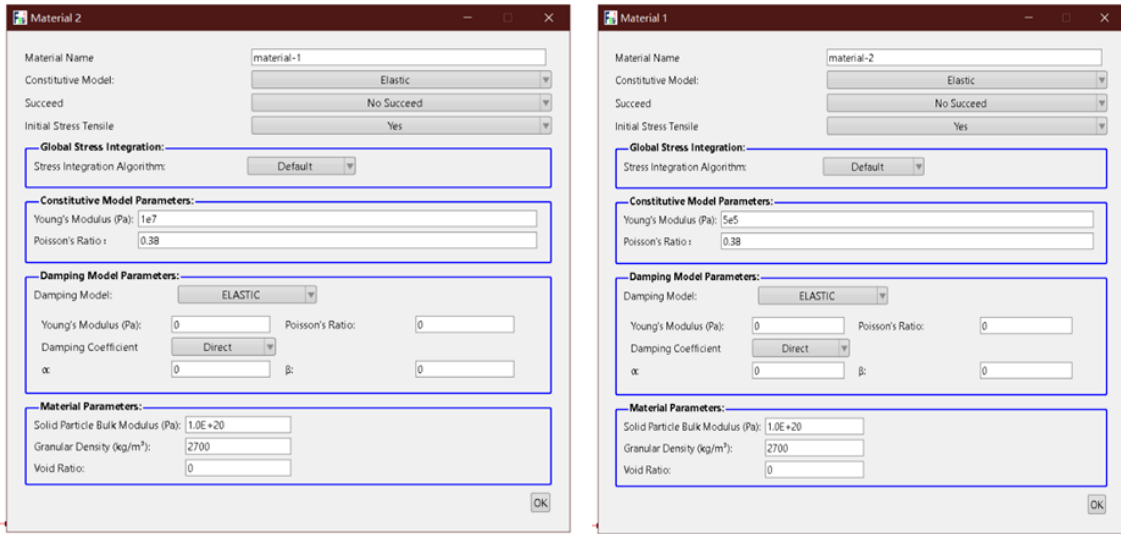 Material 2
Material Name material-1
Constitutive Model: Elastic
Succeed No Succeed
Initial Stress Tensile Yes
Global Stress Integration:
Stress Integration Algorithm: Default
Constitutive Model Parameters:
Young's Modulus (Pa): 1e7
Poisson's Ratio : 0.38
Damping Model Parameters:
Damping Model: ELASTIC
Young's Modulus (Pa): 0 Poisson's Ratio: 0
Damping Coefficient Direct
α: 0 β: 0
Material Parameters:
Solid Particle Bulk Modulus (Pa): 1.0E+20
Granular Density (kg/m³): 2700
Void Ratio: 0
OK
Material 1
Material Name material-2
Constitutive Model: Elastic
Succeed No Succeed
Initial Stress Tensile Yes
Global Stress Integration:
Stress Integration Algorithm: Default
Constitutive Model Parameters:
Young's Modulus (Pa): 5e5
Poisson's Ratio : 0.38
Damping Model Parameters:
Damping Model: ELASTIC
Young's Modulus (Pa): 0 Poisson's Ratio: 0
Damping Coefficient Direct
α: 0 β: 0
Material Parameters:
Solid Particle Bulk Modulus (Pa): 1.0E+20
Granular Density (kg/m³): 2700
Void Ratio: 0
OK